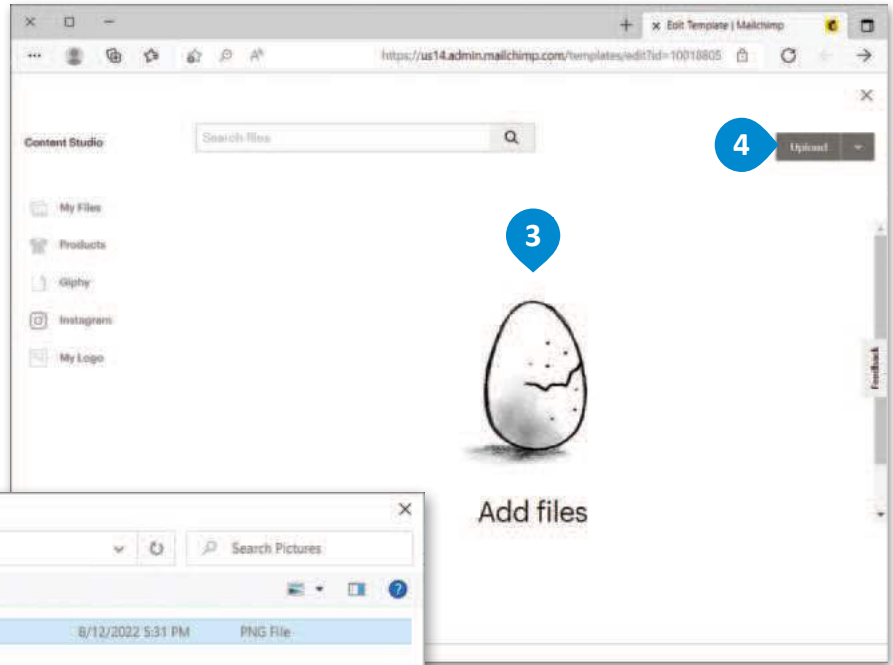 Edit Template | Mailchimp
https://us14.admin.mailchimp.com/templates/edit?id=10018805
Content Studio
Search files
4
Upload
My Files
Products
Giphy
Instagram
My Logo
3
Feedback
Add files
Search Pictures
8/12/2022 5:31 PM PNG File